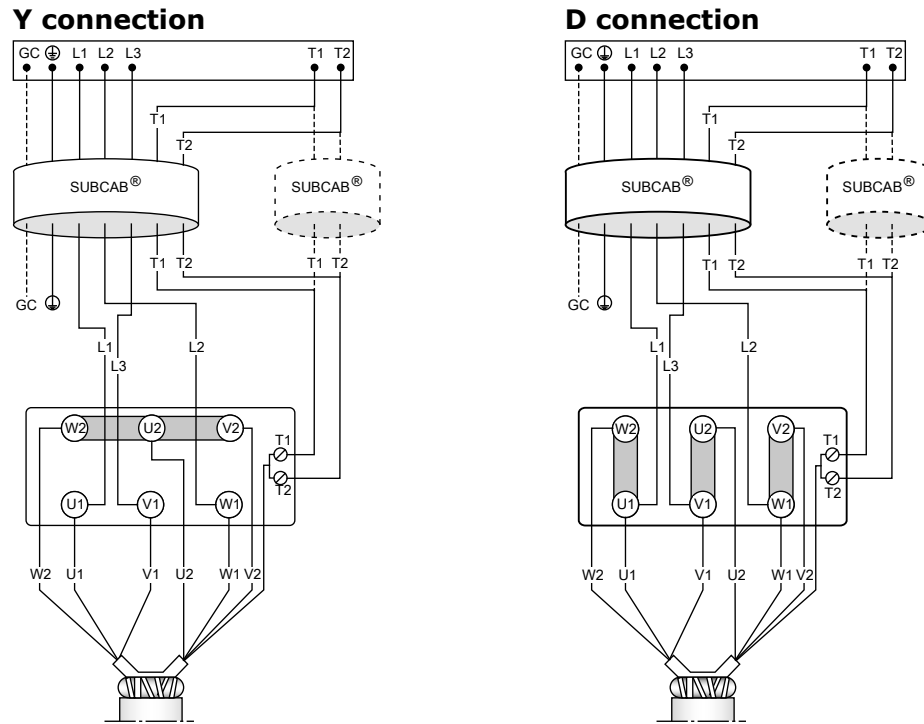 Y connection
GC L1 L2 L3 T1 T2
T1
T2
SUBCAB® SUBCAB®
T1 T2 T1 T2
GC
L1 L2
L3
W2 U2 V2
T1
T2
U1 V1 W1
W2 U1 V1 U2 W1 V2
D connection
GC L1 L2 L3 T1 T2
T1
T2
SUBCAB® SUBCAB®
T1 T2 T1 T2
GC
L1 L2
L3
W2 U2 V2
T1
T2
U1 V1 W1
W2 U1 V1 U2 W1 V2